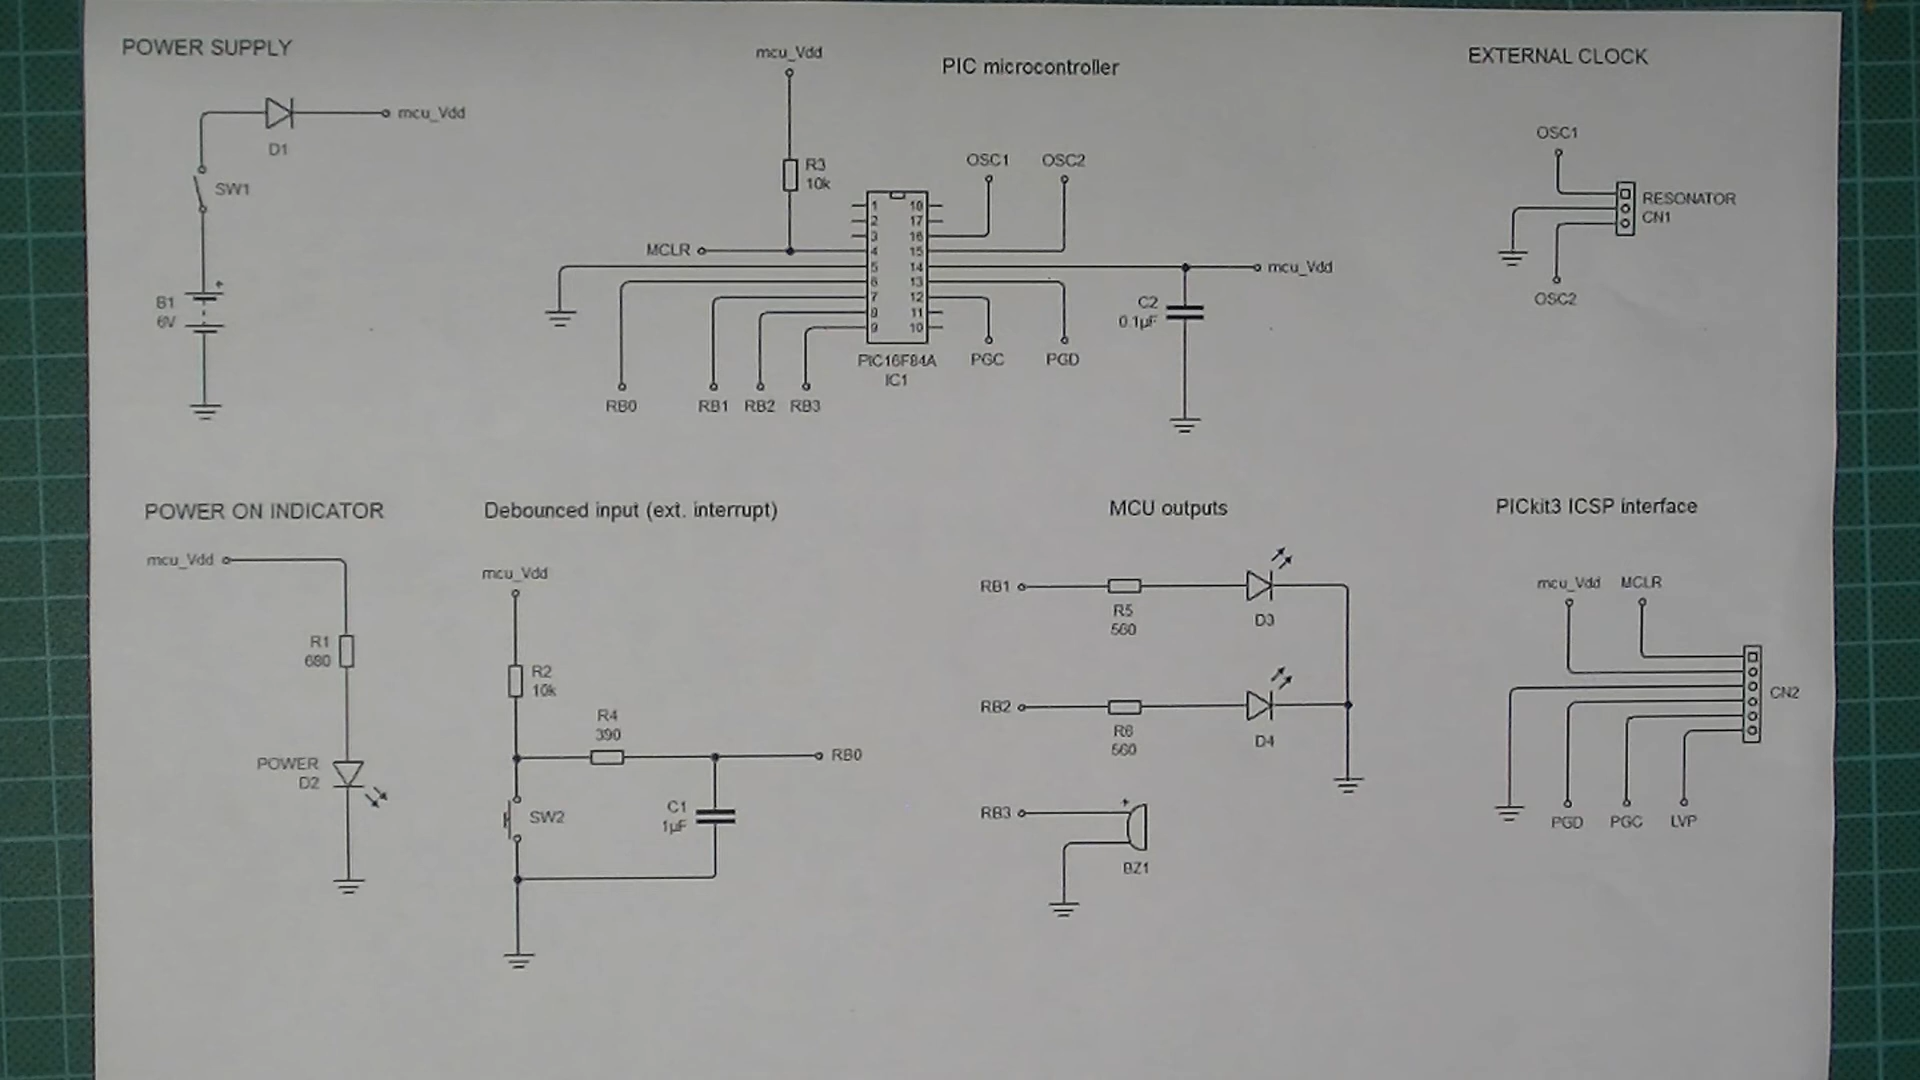 POWER SUPPLY
mcu_Vdd
D1
SW1
B1
6V
PIC microcontroller
mcu_Vdd
R3
10k
OSC1
OSC2
MCLR
1
2
3
4
5
6
7
8
9
18
17
16
15
14
13
12
11
10
mcu_Vdd
C2
0.1µF
PIC16F84A
IC1
PGC
PGD
RB0
RB1
RB2
RB3
EXTERNAL CLOCK
OSC1
RESONATOR
CN1
OSC2
POWER ON INDICATOR
mcu_Vdd
R1
680
POWER
D2
Debounced input (ext. interrupt)
mcu_Vdd
R2
10k
R4
390
RB0
SW2
C1
1µF
MCU outputs
RB1
R5
560
D3
RB2
R6
560
D4
RB3
BZ1
PICkit3 ICSP interface
mcu_Vdd
MCLR
CN2
PGD
PGC
LVP